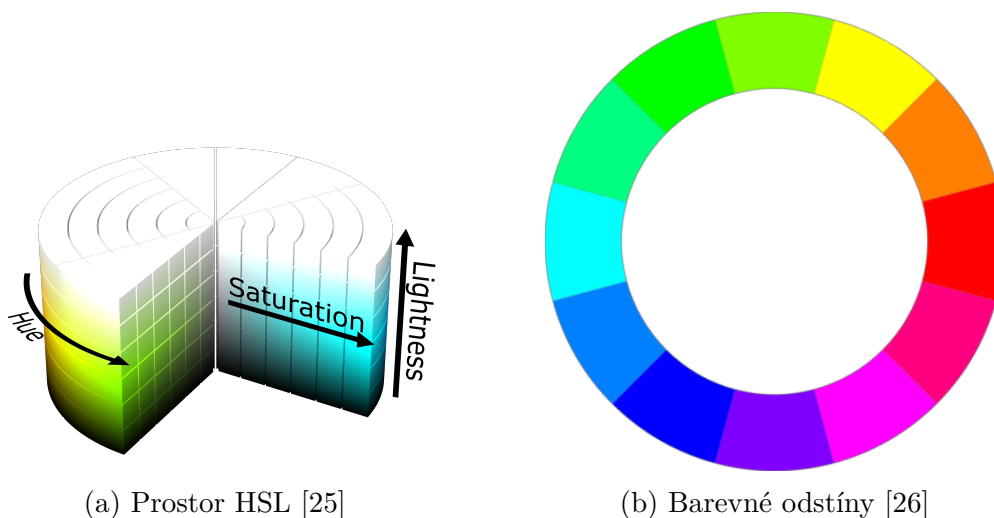 Hue
Saturation
Lightness
(a) Prostor HSL [25]
(b) Barevné odstíny [26]